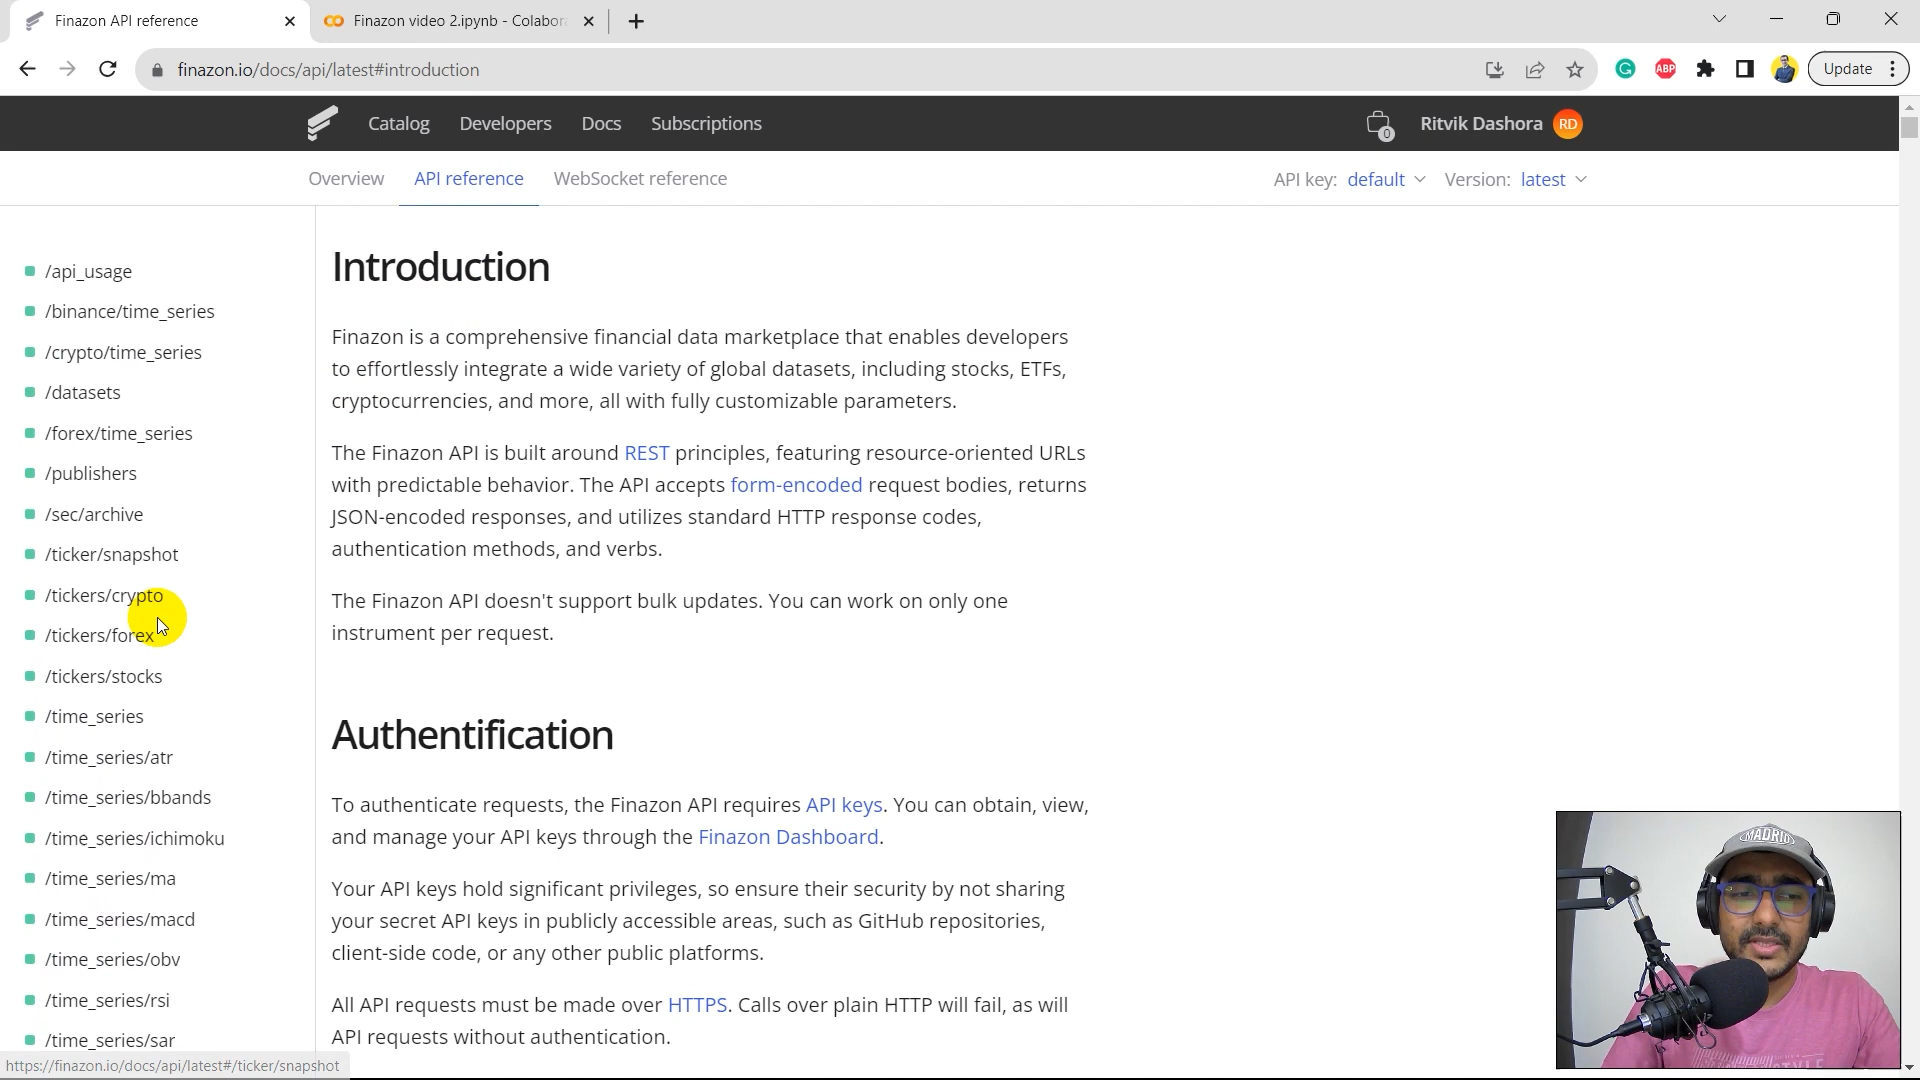 Finazon API reference
Finazon video 2.ipynb - Colabor
finazon.io/docs/api/latest#introduction
ABP
Update
Catalog
Developers
Docs
Subscriptions
0
Ritvik Dashora
RD
Overview
API reference
WebSocket reference
API key: default
Version: latest
/api_usage
/binance/time_series
/crypto/time_series
/datasets
/forex/time_series
/publishers
/sec/archive
/ticker/snapshot
/tickers/crypto
/tickers/forex
/tickers/stocks
/time_series
/time_series/atr
/time_series/bbands
/time_series/ichimoku
/time_series/ma
/time_series/macd
/time_series/obv
/time_series/rsi
/time_series/sar
https://finazon.io/docs/api/latest#/ticker/snapshot
Introduction
Finazon is a comprehensive financial data marketplace that enables developers
to effortlessly integrate a wide variety of global datasets, including stocks, ETFs,
cryptocurrencies, and more, all with fully customizable parameters.
The Finazon API is built around REST principles, featuring resource-oriented URLs
with predictable behavior. The API accepts form-encoded request bodies, returns
JSON-encoded responses, and utilizes standard HTTP response codes,
authentication methods, and verbs.
The Finazon API doesn't support bulk updates. You can work on only one
instrument per request.
Authentification
To authenticate requests, the Finazon API requires API keys. You can obtain, view,
and manage your API keys through the Finazon Dashboard.
Your API keys hold significant privileges, so ensure their security by not sharing
your secret API keys in publicly accessible areas, such as GitHub repositories,
client-side code, or any other public platforms.
All API requests must be made over HTTPS. Calls over plain HTTP will fail, as will
API requests without authentication.
MADRID